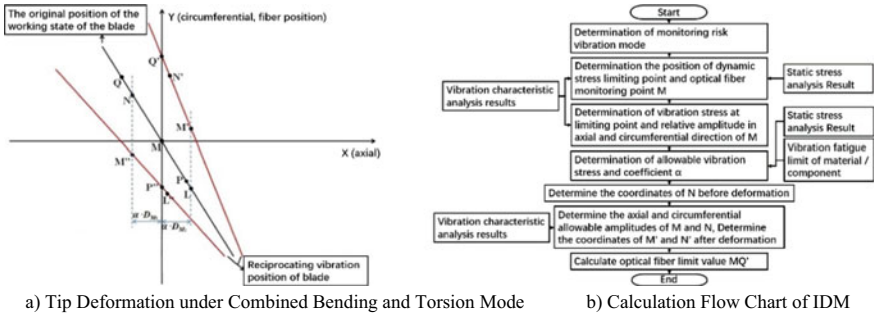 The original position of the
working state of the blade
Y (circumferential, fiber position)
Q'
N'
Q
N
M'
M
X (axial)
M''
P'
P''
L
L''
α·D
α·D
Reciprocating vibration
position of blade
a) Tip Deformation under Combined Bending and Torsion Mode
Start
Determination of monitoring risk
vibration mode
Vibration characteristic
analysis results
Determination the position of dynamic
stress limiting point and optical fiber
monitoring point M
Static stress
analysis Result
Determination of vibration stress at
limiting point and relative amplitude in
axial and circumferential direction of M
Static stress
analysis Result
Determination of allowable vibration
stress and coefficient α
Vibration fatigue
limit of material /
component
Determine the coordinates of N before deformation
Vibration characteristic
analysis results
Determine the axial and circumferential
allowable amplitudes of M and N, Determine
the coordinates of M' and N' after deformation
Calculate optical fiber limit value MQ'
End
b) Calculation Flow Chart of IDM